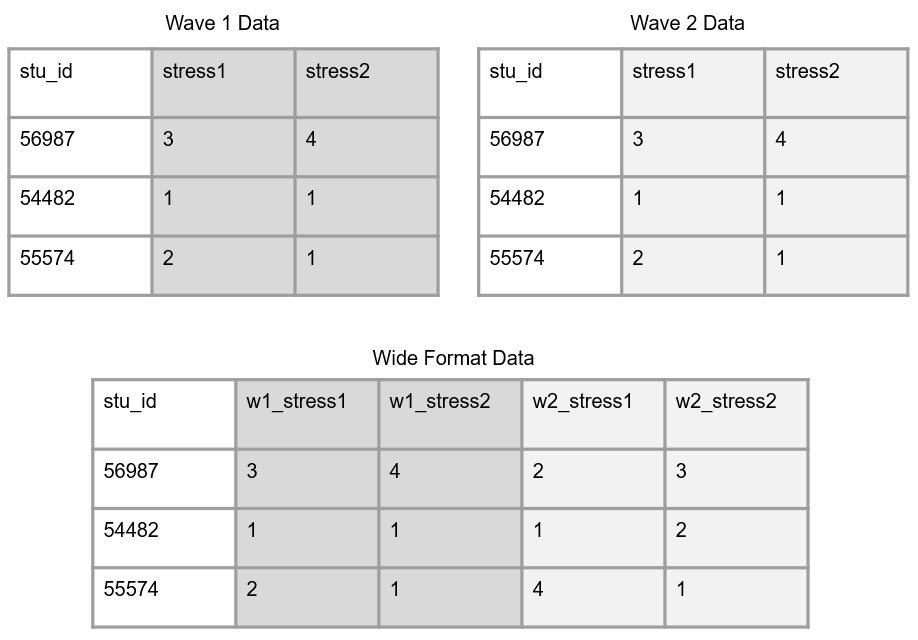 Wave 1 Data
stu_id stress1 stress2
56987 3 4
54482 1 1
55574 2 1
Wave 2 Data
stu_id stress1 stress2
56987 3 4
54482 1 1
55574 2 1
Wide Format Data
stu_id w1_stress1 w1_stress2 w2_stress1 w2_stress2
56987 3 4 2 3
54482 1 1 1 2
55574 2 1 4 1